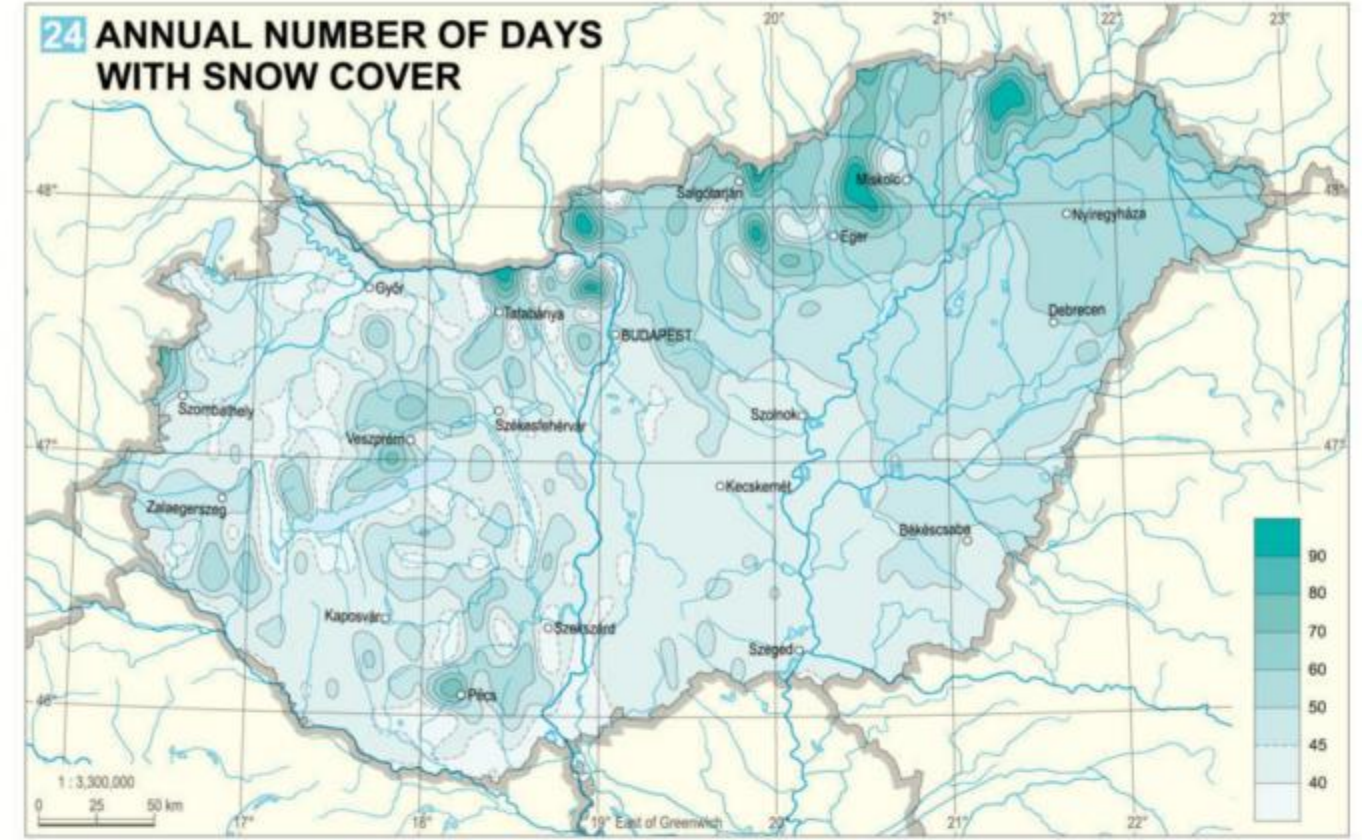 24 ANNUAL NUMBER OF DAYS
WITH SNOW COVER
20°
21°
22°
23°
48°
Salgótarján
Miskolc
48°
Nyíregyháza
Eger
Győr
Tatabánya
Debrecen
BUDAPEST
Szombathely
Székesfehérvár
Szolnok
Veszprém
47°
47°
Kecskemét
Zalaegerszeg
Békéscsaba
90
80
70
60
50
45
40
Kaposvár
Szekszárd
Szeged
Pécs
46°
1 : 3,300,000
0 25 50 km
17°
18°
19° East of Greenwich
20°
21°
22°